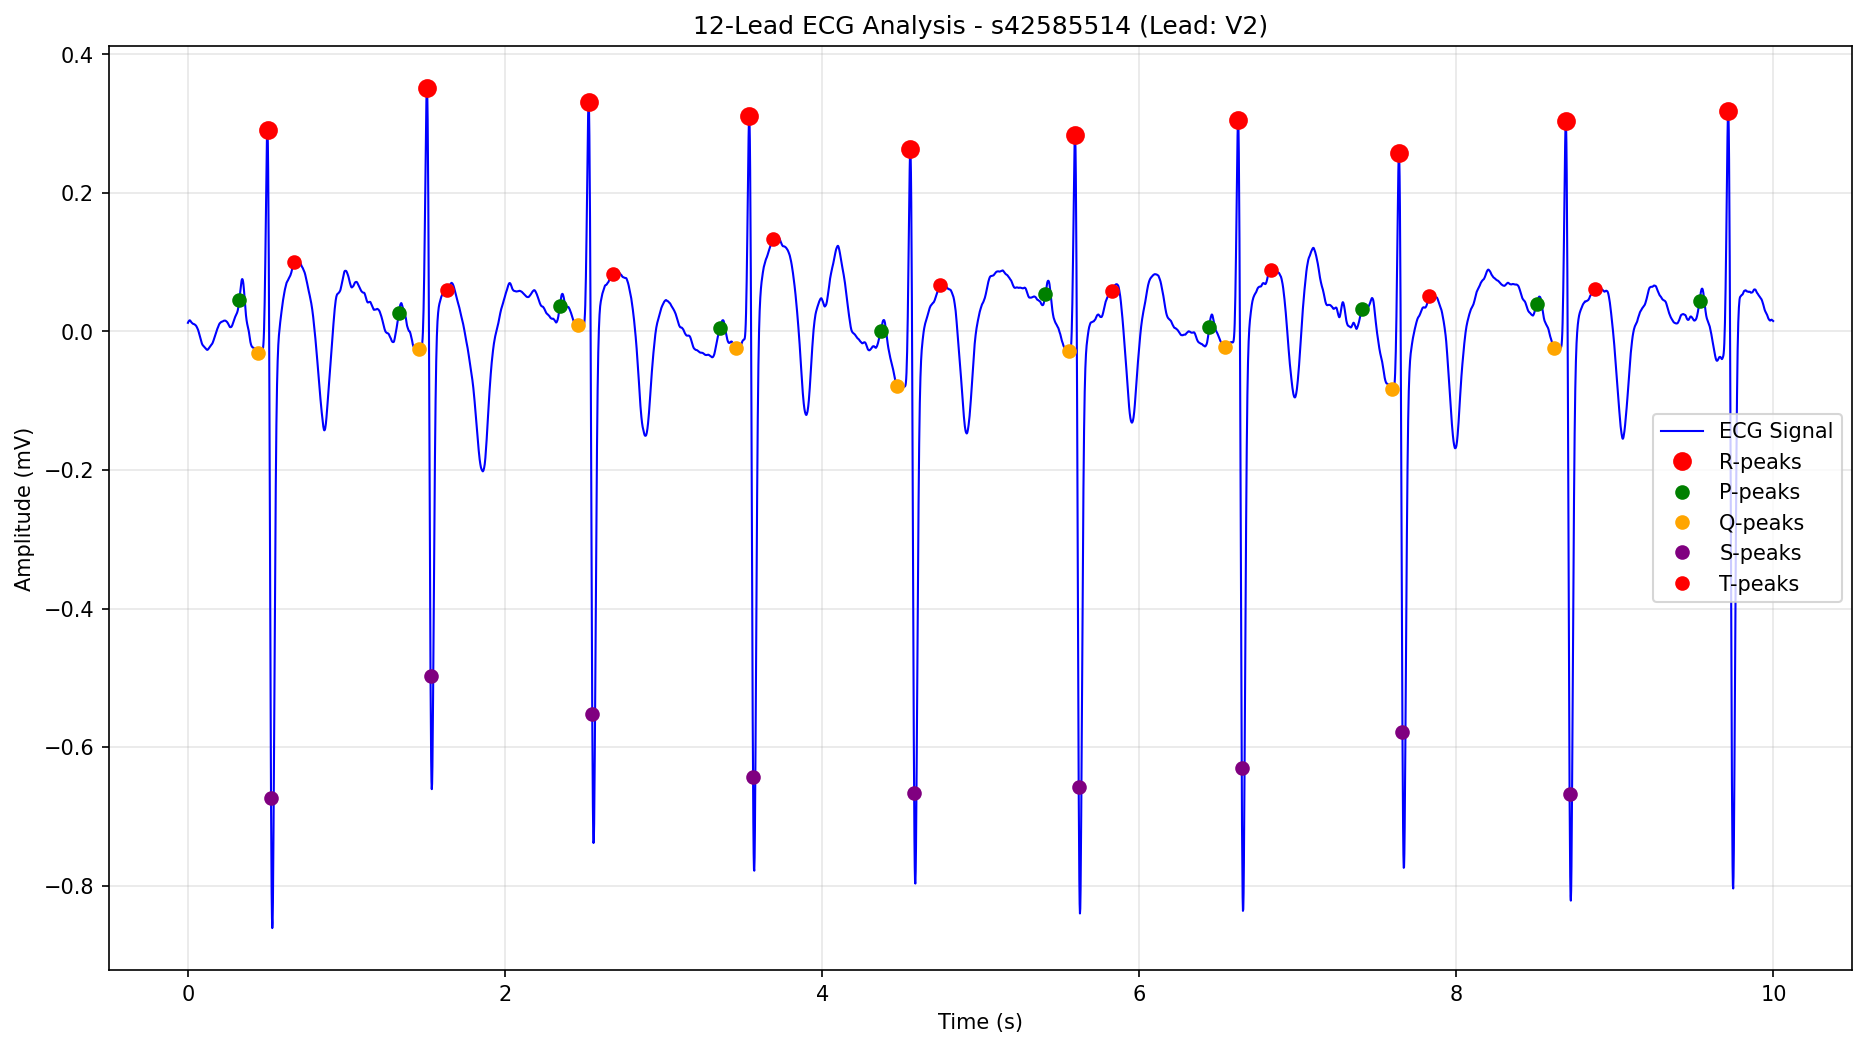 12-Lead ECG Analysis - s42585514 (Lead: V2)
Amplitude (mV)
0.4
0.2
0.0
−0.2
−0.4
−0.6
−0.8
ECG Signal
R-peaks
P-peaks
Q-peaks
S-peaks
T-peaks
0 2 4 6 8 10
Time (s)